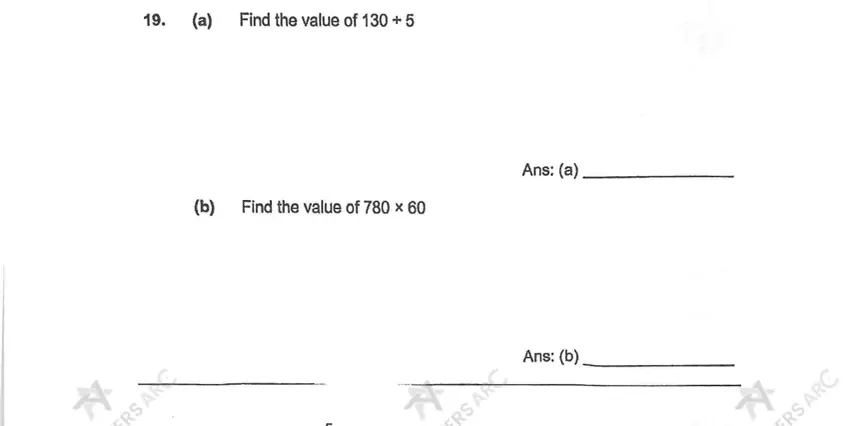 19. (a) Find the value of 130 ÷ 5
Ans: (a)
(b) Find the value of 780 × 60
Ans: (b)